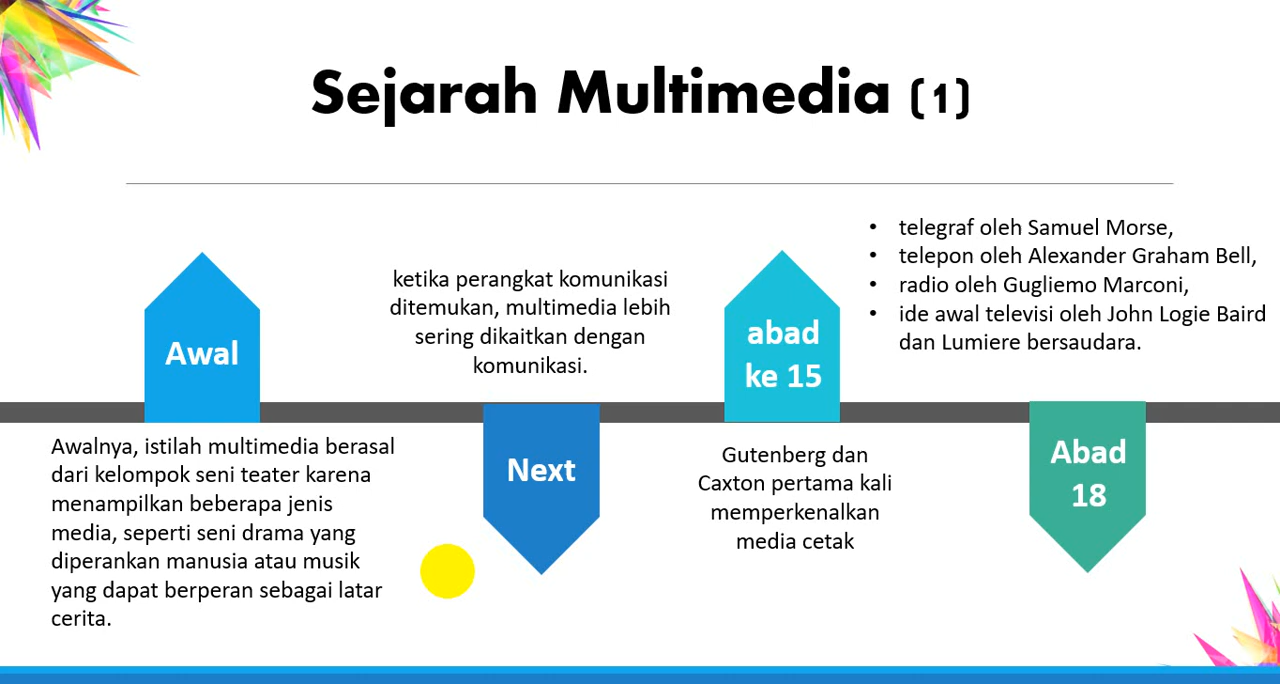 Sejarah Multimedia (1)
Awal
Awalnya, istilah multimedia berasal
dari kelompok seni teater karena
menampilkan beberapa jenis
media, seperti seni drama yang
diperankan manusia atau musik
yang dapat berperan sebagai latar
cerita.
ketika perangkat komunikasi
ditemukan, multimedia lebih
sering dikaitkan dengan
komunikasi.
Next
abad
ke 15
Gutenberg dan
Caxton pertama kali
memperkenalkan
media cetak
• telegraf oleh Samuel Morse,
• telepon oleh Alexander Graham Bell,
• radio oleh Gugliemo Marconi,
• ide awal televisi oleh John Logie Baird
dan Lumiere bersaudara.
Abad
18